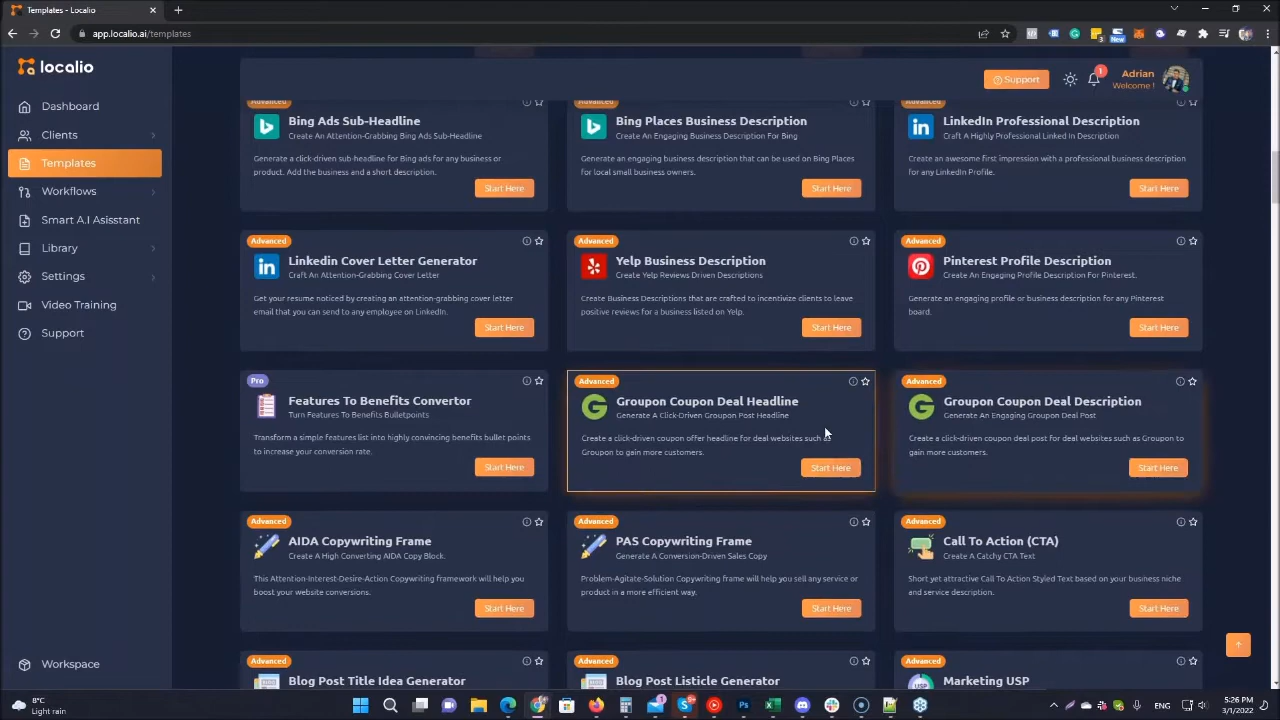 Templates - Localio
app.localio.ai/templates
New
localio
Support
1
Adrian
Welcome !
Dashboard
Clients
Templates
Workflows
Smart A.I Asisstant
Library
Settings
Video Training
Support
Workspace
Advanced
Bing Ads Sub-Headline
Create An Attention-Grabbing Bing Ads Sub-Headline
Generate a click-driven sub-headline for Bing ads for any business or
product. Add the business and a short description.
Start Here
Advanced
Bing Places Business Description
Create An Engaging Business Description For Bing
Generate an engaging business description that can be used on Bing Places
for local small business owners.
Start Here
Advanced
LinkedIn Professional Description
Craft A Highly Professional Linked In Description
Create an awesome first impression with a professional business description
for any LinkedIn Profile.
Start Here
Advanced
Linkedin Cover Letter Generator
Craft An Attention-Grabbing Cover Letter
Get your resume noticed by creating an attention-grabbing cover letter
email that you can send to any employee on LinkedIn.
Start Here
Advanced
Yelp Business Description
Create Yelp Reviews Driven Descriptions
Create Business Descriptions that are crafted to incentivize clients to leave
positive reviews for a business listed on Yelp.
Start Here
Advanced
Pinterest Profile Description
Create An Engaging Profile Description For Pinterest.
Generate an engaging profile or business description for any Pinterest
board.
Start Here
Pro
Features To Benefits Convertor
Turn Features To Benefits Bulletpoints
Transform a simple features list into highly convincing benefits bullet points
to increase your conversion rate.
Start Here
Advanced
Groupon Coupon Deal Headline
Generate A Click-Driven Groupon Post Headline
Create a click-driven coupon offer headline for deal websites such as
Groupon to gain more customers.
Start Here
Advanced
Groupon Coupon Deal Description
Generate An Engaging Groupon Deal Post
Create a click-driven coupon deal post for deal websites such as Groupon to
gain more customers.
Start Here
Advanced
AIDA Copywriting Frame
Create A High Converting AIDA Copy Block.
This Attention-Interest-Desire-Action Copywriting framework will help you
boost your website conversions.
Start Here
Advanced
PAS Copywriting Frame
Generate A Conversion-Driven Sales Copy
Problem-Agitate-Solution Copywriting frame will help you sell any service or
product in a more efficient way.
Start Here
Advanced
Call To Action (CTA)
Create A Catchy CTA Text
Short yet attractive Call To Action Styled Text based on your business niche
and service description.
Start Here
Advanced
Blog Post Title Idea Generator
Advanced
Blog Post Listicle Generator
Advanced
Marketing USP
USP
8°C
Light rain
5:26 PM
3/1/2022